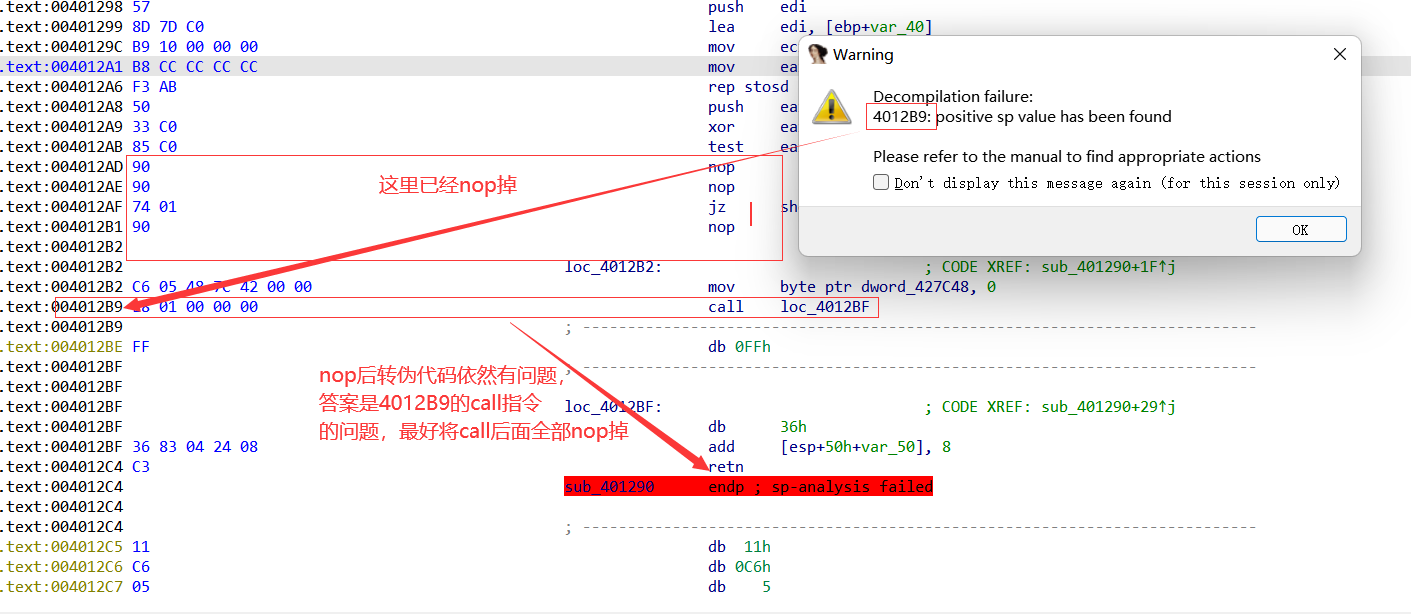 .text:00401298 57 push edi
.text:00401299 8D 7D C0 lea edi, [ebp+var_40]
.text:0040129C B9 10 00 00 00 mov ec
.text:004012A1 B8 CC CC CC CC mov ea
.text:004012A6 F3 AB rep stosd
.text:004012A8 50 push ea
.text:004012A9 33 C0 xor ea
.text:004012AB 85 C0 test ea
.text:004012AD 90 nop
.text:004012AE 90 nop
.text:004012AF 74 01 jz sh
.text:004012B1 90 nop
.text:004012B2
.text:004012B2 loc_4012B2: ; CODE XREF: sub_401290+1F↑j
.text:004012B2 C6 05 48 7C 42 00 00 mov byte ptr dword_427C48, 0
.text:004012B9 E8 01 00 00 00 call loc_4012BF
.text:004012B9 ; ---------------------------------------------------------------------------
.text:004012BE FF db 0FFh
.text:004012BF ; ---------------------------------------------------------------------------
.text:004012BF
.text:004012BF loc_4012BF: ; CODE XREF: sub_401290+29↑j
.text:004012BF db 36h
.text:004012BF 36 83 04 24 08 add [esp+50h+var_50], 8
.text:004012C4 C3 retn
.text:004012C4 sub_401290 endp ; sp-analysis failed
.text:004012C4
.text:004012C4 ; ---------------------------------------------------------------------------
.text:004012C5 11 db 11h
.text:004012C6 C6 db 0C6h
.text:004012C7 05 db 5
这里已经nop掉
nop后转伪代码依然有问题，
答案是4012B9的call指令
的问题，最好将call后面全部nop掉
Warning
Decompilation failure:
4012B9: positive sp value has been found
Please refer to the manual to find appropriate actions
Don't display this message again (for this session only)
OK